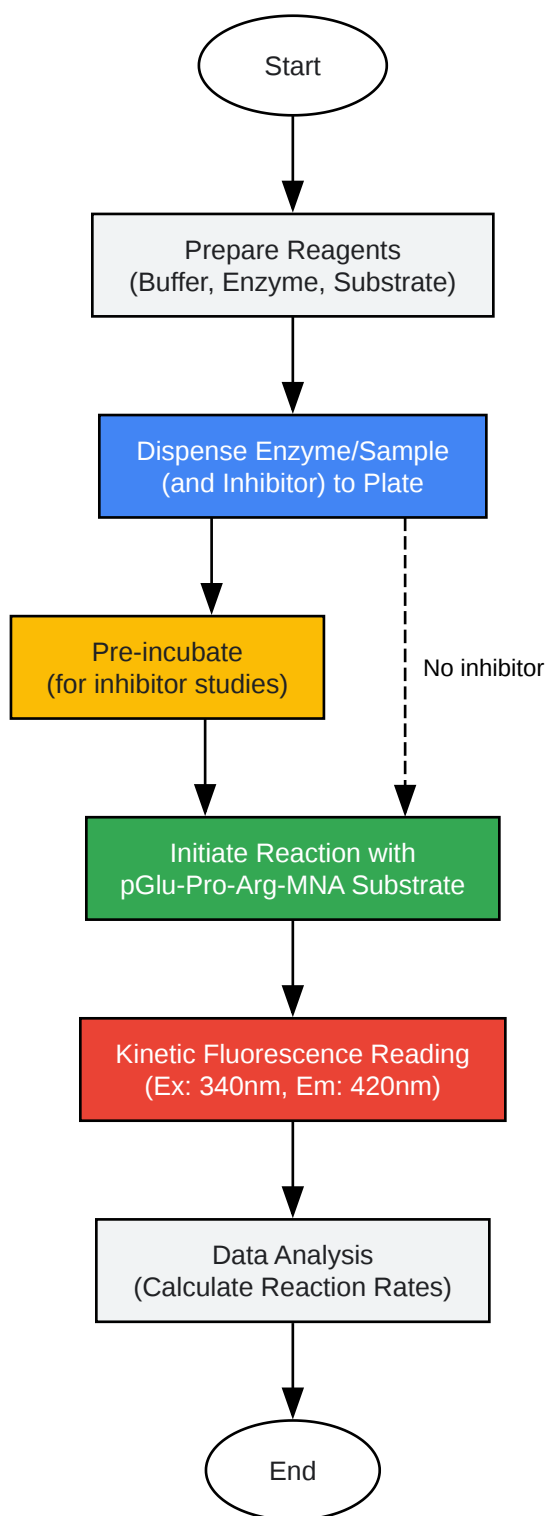 Start
Prepare Reagents
(Buffer, Enzyme, Substrate)
Dispense Enzyme/Sample
(and Inhibitor) to Plate
Pre-incubate
(for inhibitor studies)
No inhibitor
Initiate Reaction with
pGlu-Pro-Arg-MNA Substrate
Kinetic Fluorescence Reading
(Ex: 340nm, Em: 420nm)
Data Analysis
(Calculate Reaction Rates)
End